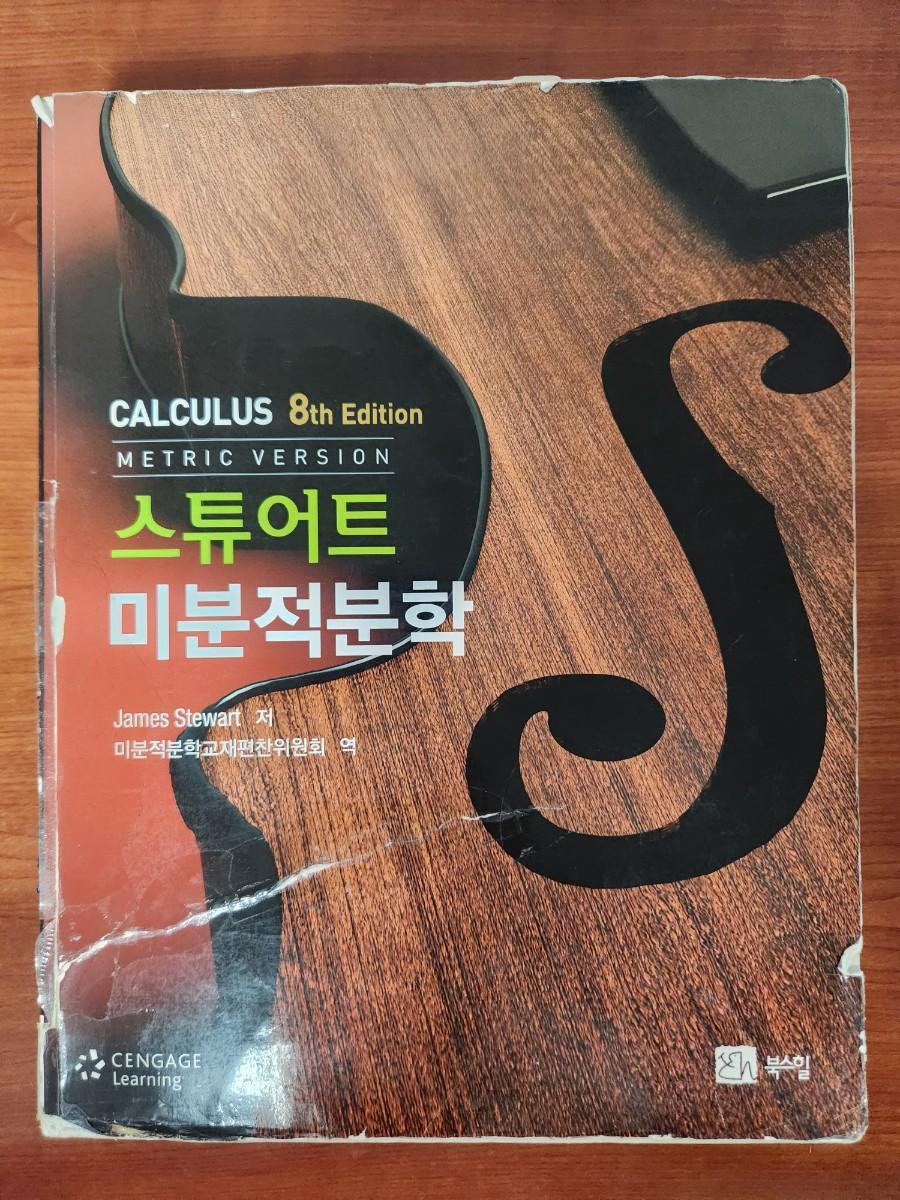 CALCULUS 8th Edition
METRIC VERSION
스튜어트
미분적분학
James Stewart 저
미분적분학교재편찬위원회 역
CENGAGE
Learning
북스힐